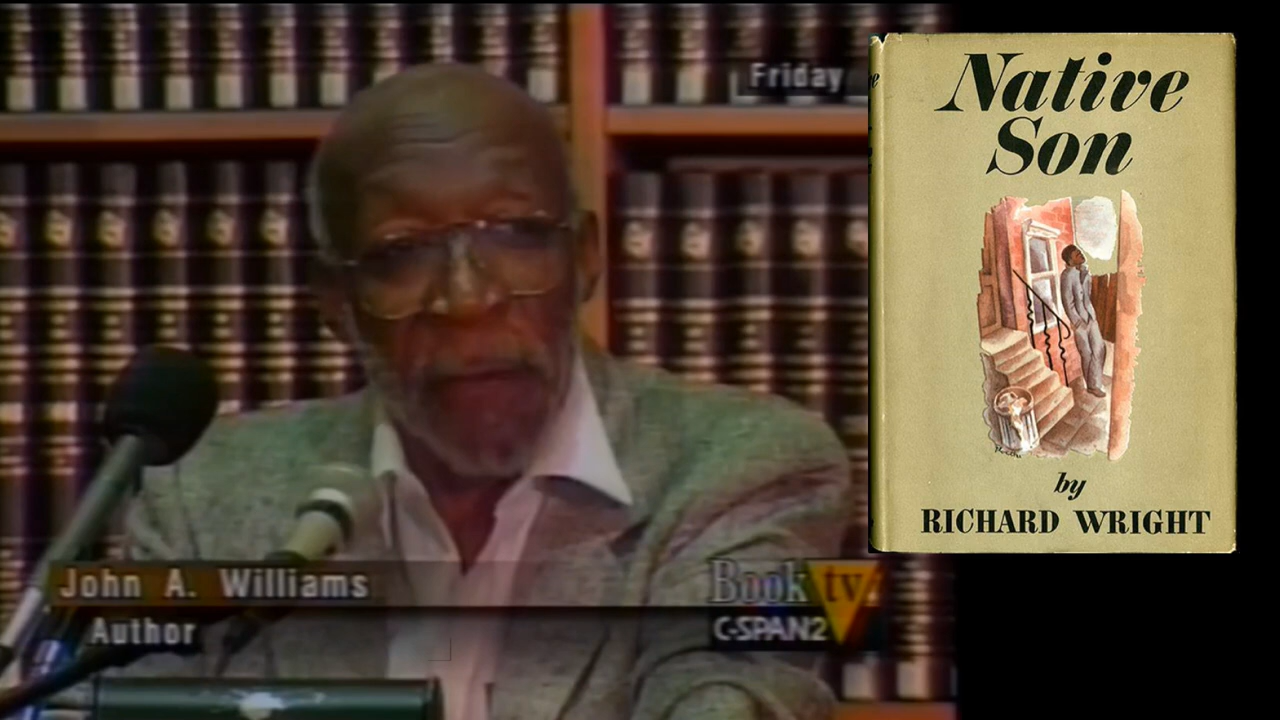 Friday
Native
Son
by
RICHARD WRIGHT
John A. Williams
Author
Book tv
C-SPAN2